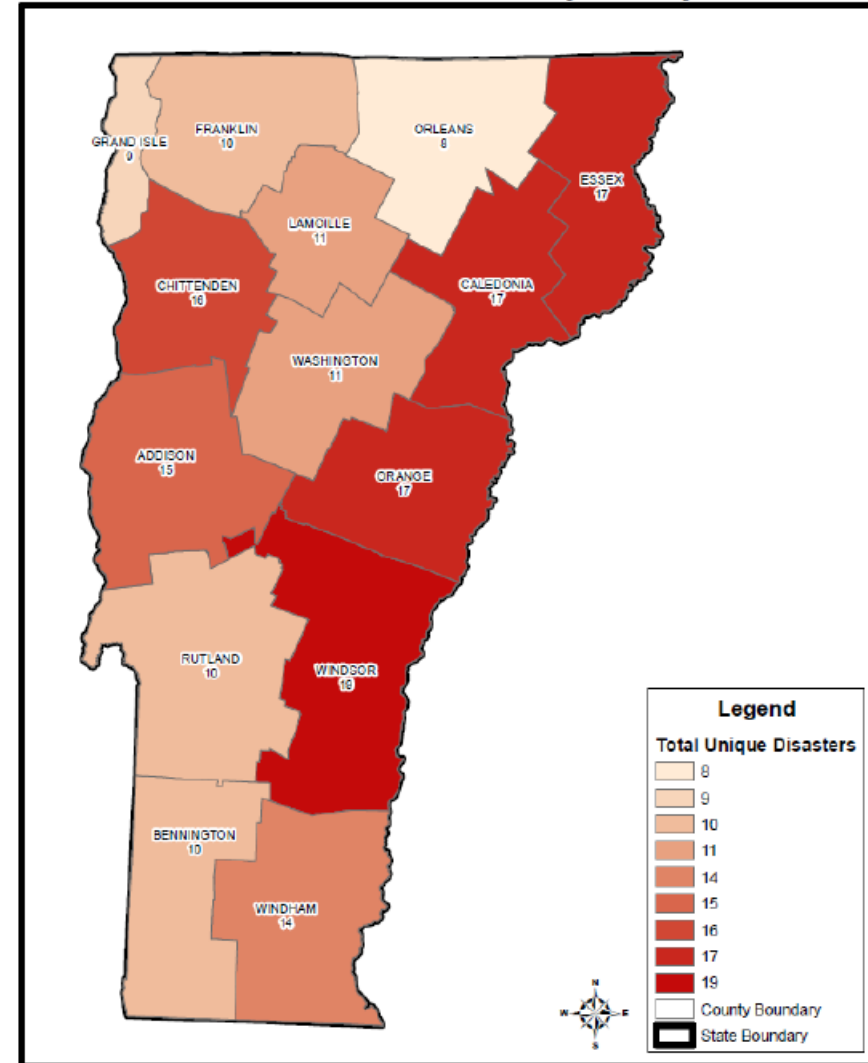 GRAND ISLE
9
FRANKLIN
10
ORLEANS
8
ESSEX
17
LAMOILLE
11
CHITTENDEN
16
CALEDONIA
17
WASHINGTON
11
ADDISON
15
ORANGE
17
RUTLAND
10
WINDSOR
19
BENNINGTON
10
WINDHAM
14
Legend
Total Unique Disasters
8
9
10
11
14
15
16
17
19
County Boundary
State Boundary
N
W E
S